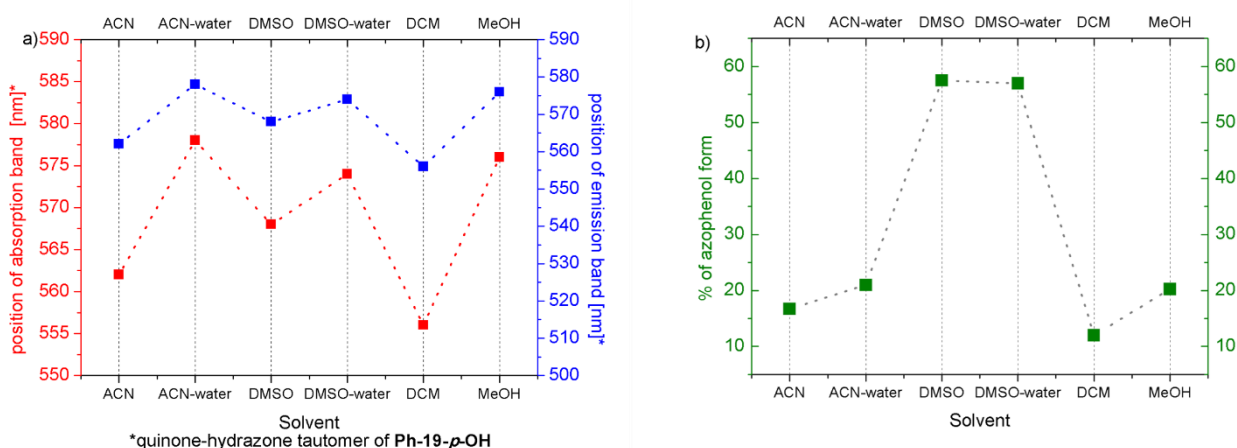 ACN ACN-water DMSO DMSO-water DCM MeOH
a)
590
585
580
575
570
565
560
555
550
position of absorption band [nm]*
590
580
570
560
550
540
530
520
510
500
position of emission band [nm]*
ACN ACN-water DMSO DMSO-water DCM MeOH
Solvent
*quinone-hydrazone tautomer of Ph-19-p-OH
ACN ACN-water DMSO DMSO-water DCM MeOH
b)
60
50
40
30
20
10
% of azophenol form
60
50
40
30
20
10
ACN ACN-water DMSO DMSO-water DCM MeOH
Solvent